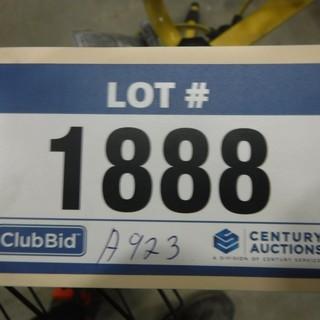 LOT #
1888
ClubBid
A923
CENTURY
AUCTIONS
A DIVISION OF CENTURY SERVICES